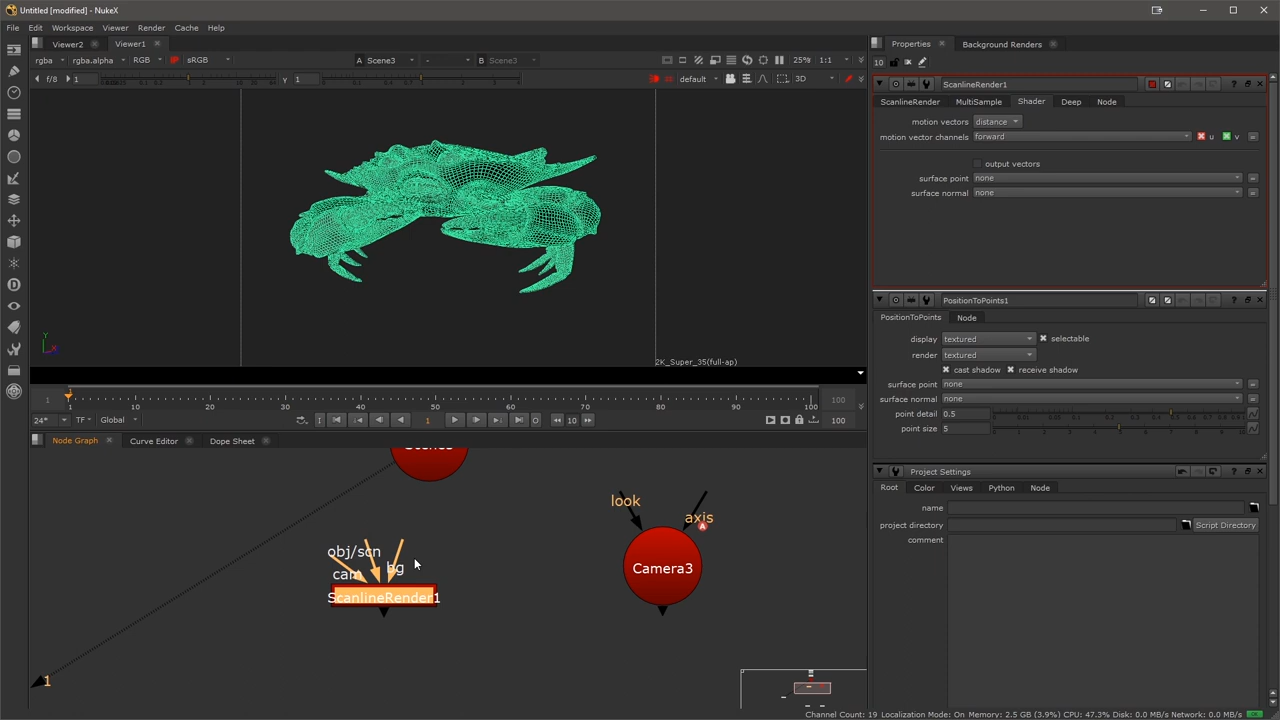 Untitled [modified] - NukeX
File Edit Workspace Viewer Render Cache Help
Viewer2 Viewer1
rgba rgba.alpha RGB sRGB A Scene3 - B Scene3 25% 1:1
f/8 1 γ 1 default 3D
2K_Super_35(full-ap)
Y
X
1 1 10 20 30 40 50 60 70 80 90 100 100
24* TF Global 1 10 100
Node Graph Curve Editor Dope Sheet
look
axis
A
obj/scn
cam bg
ScanlineRender1
Camera3
1
Properties Background Renders
10
ScanlineRender1
ScanlineRender MultiSample Shader Deep Node
motion vectors distance
motion vector channels forward u v =
output vectors
surface point none =
surface normal none =
PositionToPoints1
PositionToPoints Node
display textured selectable
render textured
cast shadow receive shadow
surface point none =
surface normal none =
point detail 0.5
point size 5
Project Settings
Root Color Views Python Node
name
project directory Script Directory
comment
Channel Count: 19 Localization Mode: On Memory: 2.5 GB (3.9%) CPU: 47.3% Disk: 0.0 MB/s Network: 0.0 MB/s